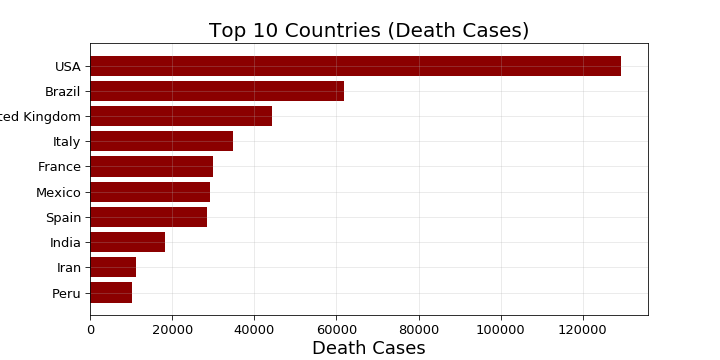 Top 10 Countries (Death Cases)
USA
Brazil
ted Kingdom
Italy
France
Mexico
Spain
India
Iran
Peru
0 20000 40000 60000 80000 100000 120000
Death Cases